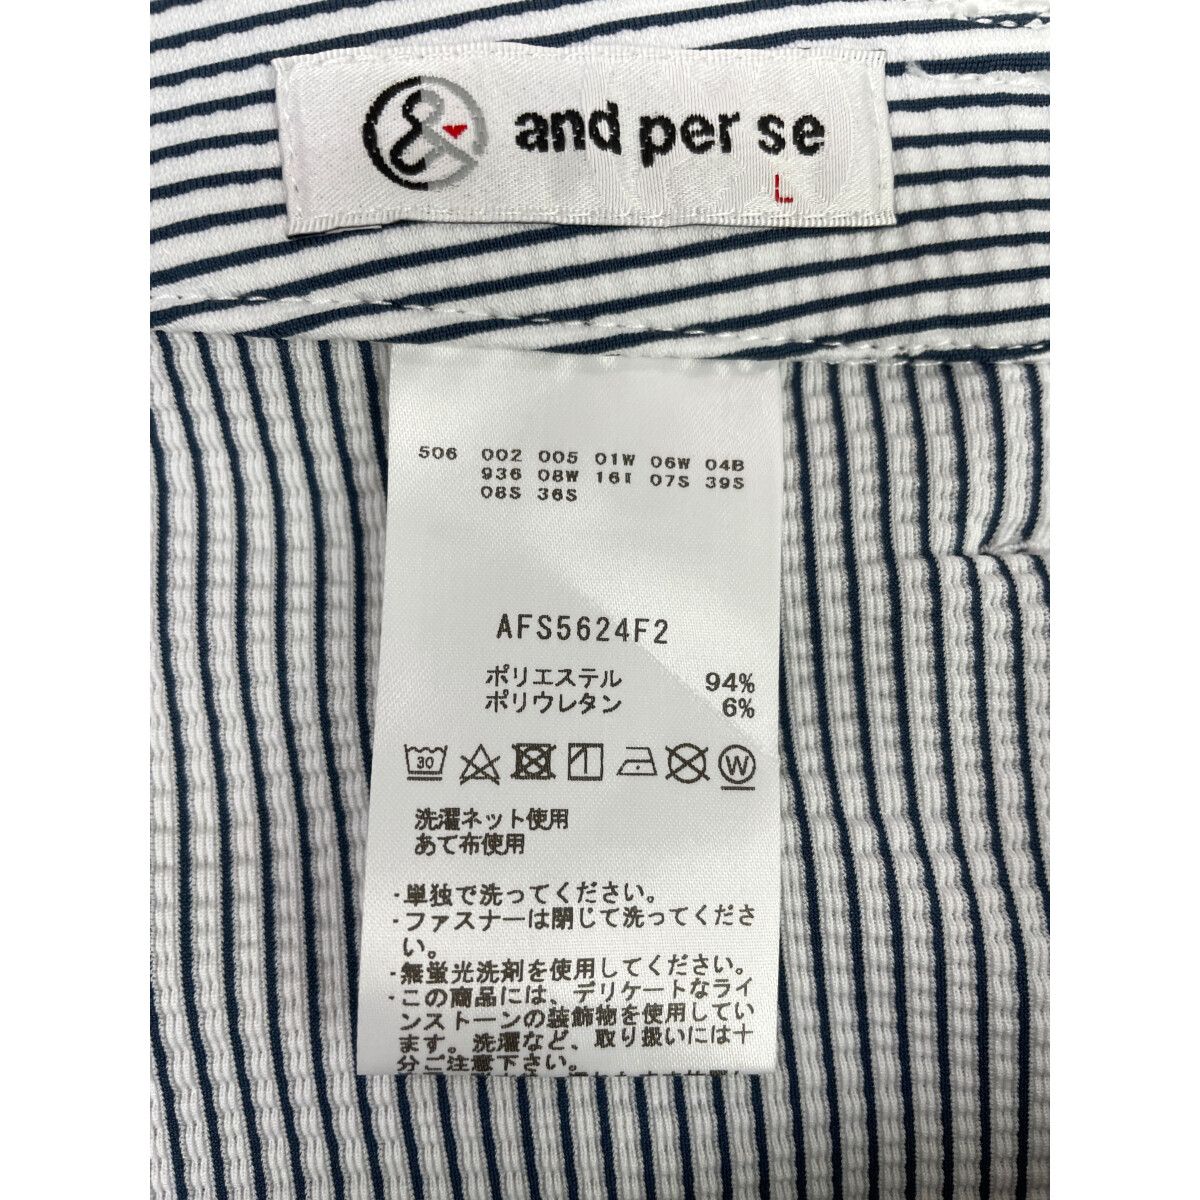 and per se
L
506 002 005 01W 06W 04B
936 08W 16I 07S 39S
08S 36S
AFS5624F2
ポリエステル 94%
ポリウレタン 6%
30
W
洗濯ネット使用
あて布使用
・単独で洗ってください。
・ファスナーは閉じて洗ってくださ
い。
・無蛍光洗剤を使用してください。
・この商品には、デリケートなライ
ンストーンの装飾物を使用してい
ます。洗濯など、取り扱いには十
分ご注意下さい。